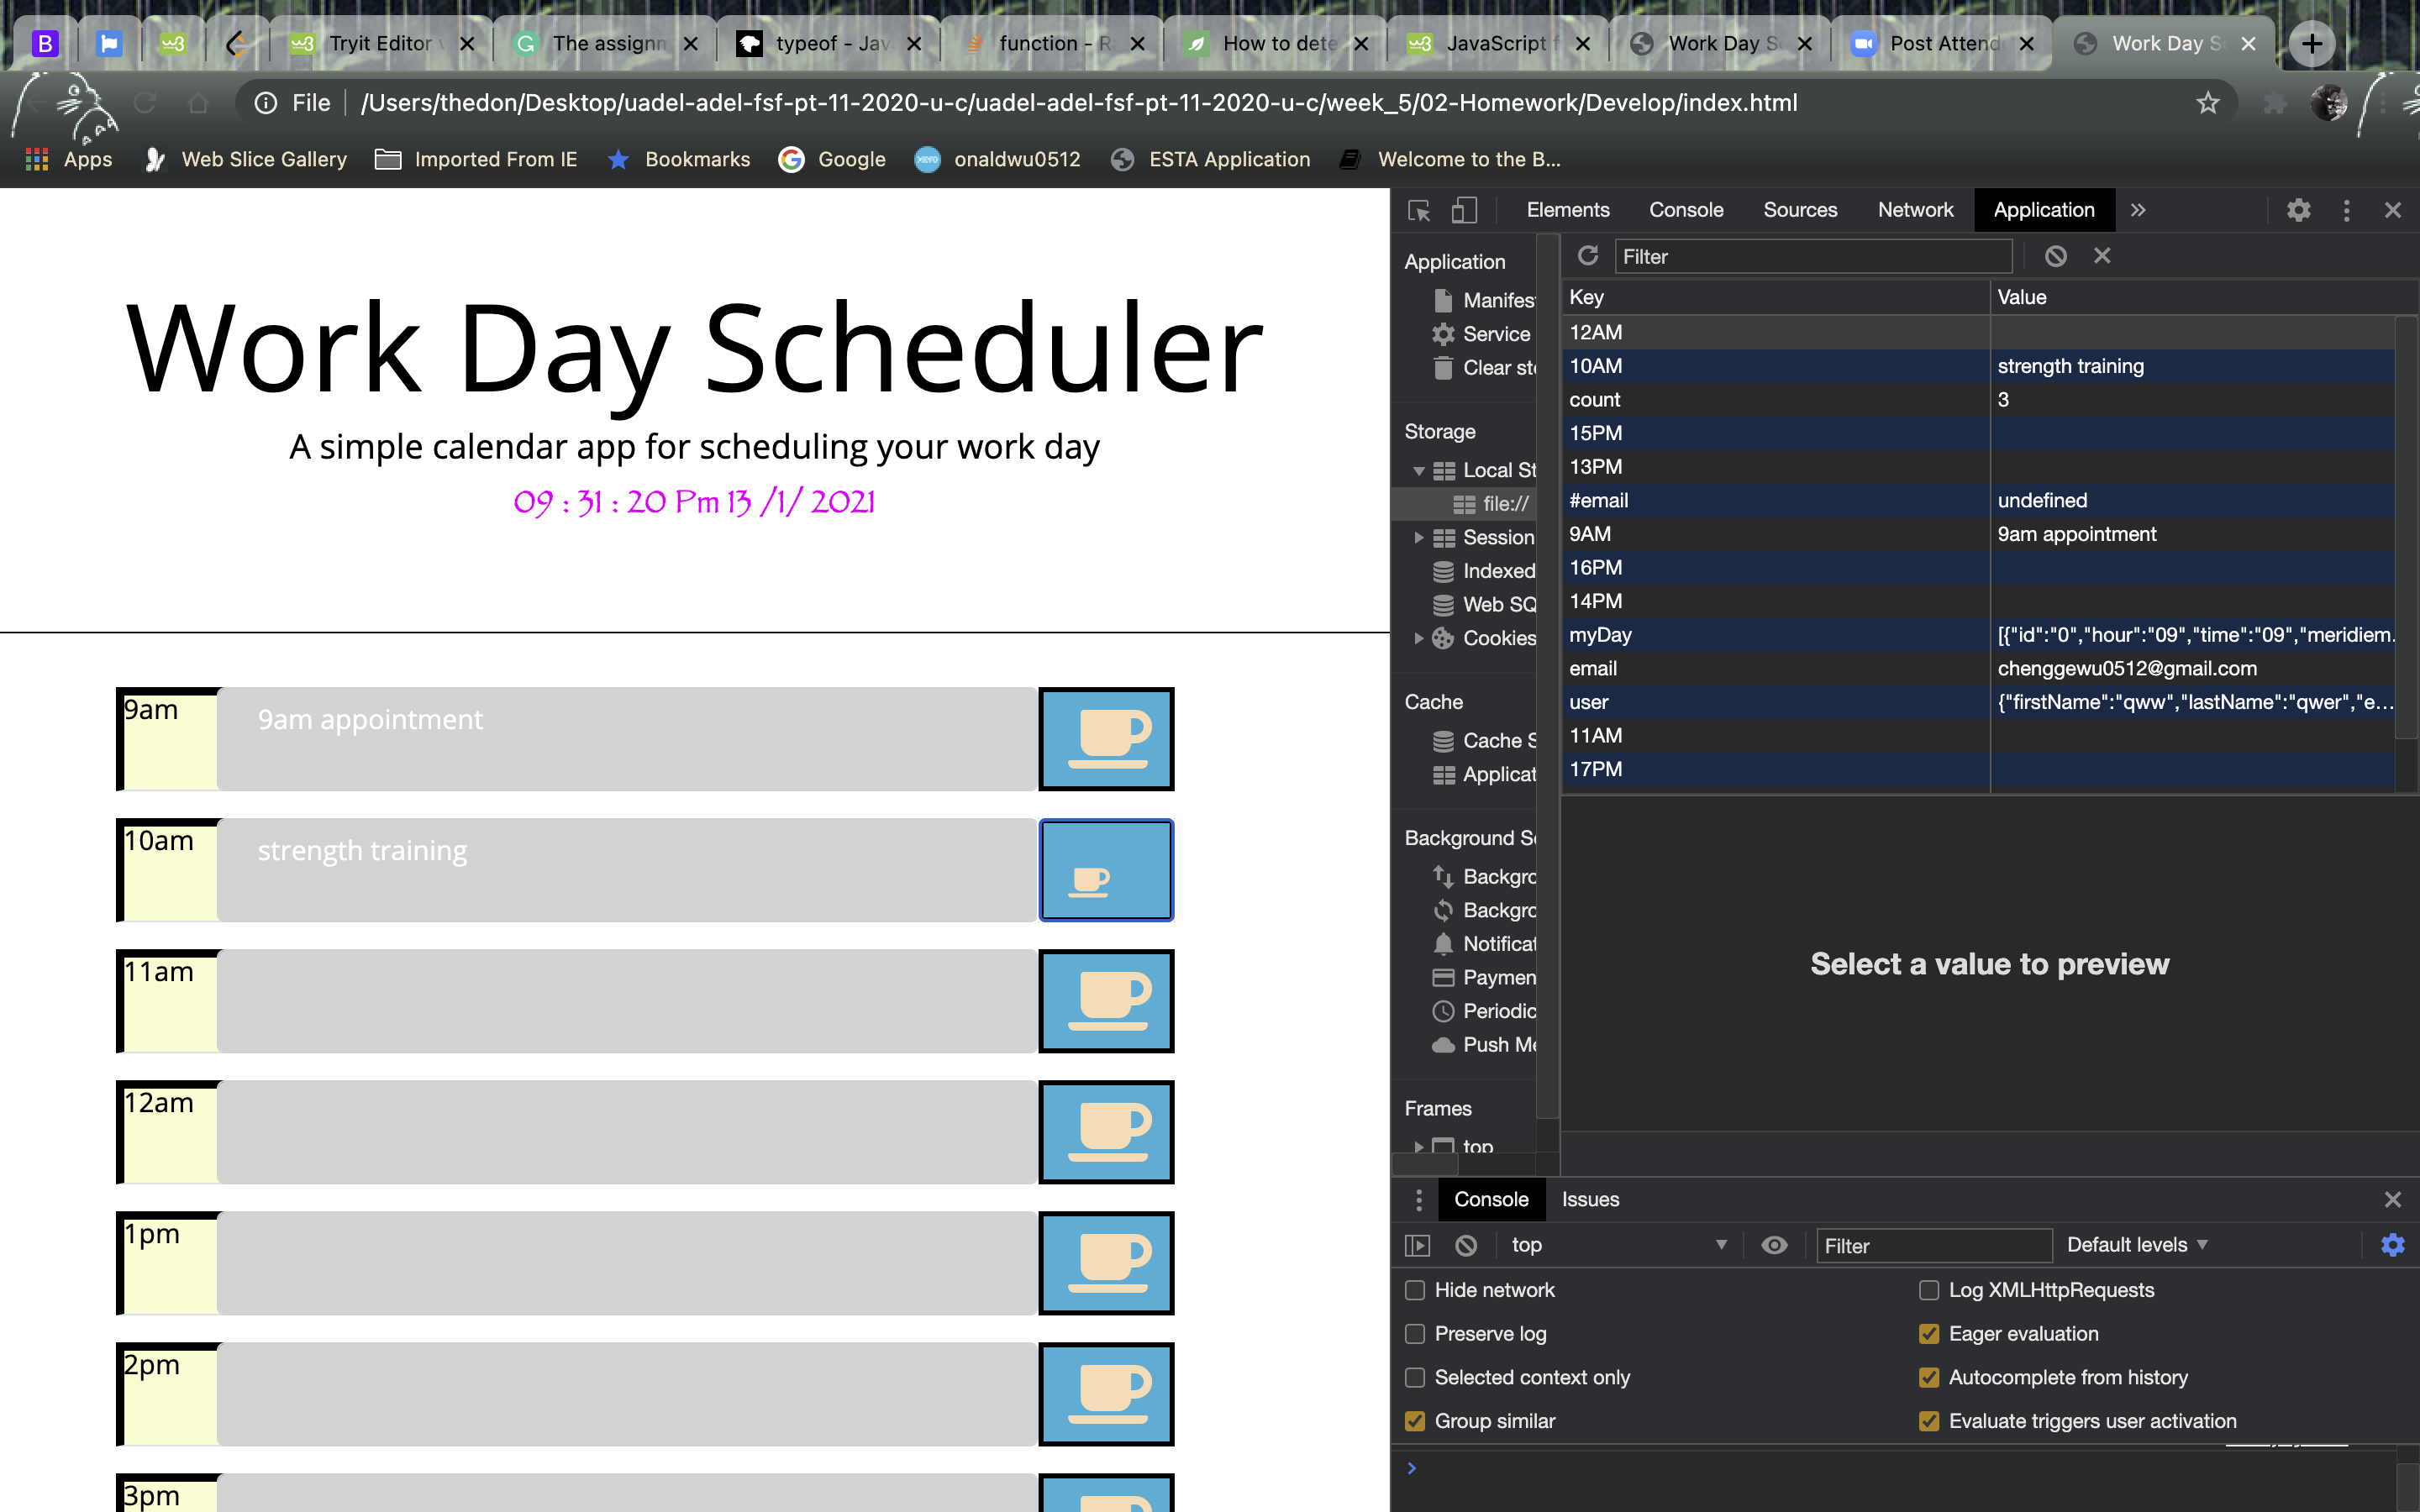 B
Tryit Editor
The assignm
typeof - Jav
function - R
How to dete
JavaScript f
Work Day S
Post Attend
Work Day S
File
/Users/thedon/Desktop/uadel-adel-fsf-pt-11-2020-u-c/uadel-adel-fsf-pt-11-2020-u-c/week_5/02-Homework/Develop/index.html
Apps
Web Slice Gallery
Imported From IE
Bookmarks
Google
onaldwu0512
ESTA Application
Welcome to the B...
Work Day Scheduler
A simple calendar app for scheduling your work day
09 : 31 : 20 Pm 13 /1/ 2021
9am
9am appointment
10am
strength training
11am
12am
1pm
2pm
3pm
Elements
Console
Sources
Network
Application
Application
Manifes
Service
Clear sto
Storage
Local St
file://
Session
Indexed
Web SQ
Cookies
Cache
Cache S
Applicat
Background Se
Backgro
Backgro
Notificat
Paymen
Periodic
Push Me
Frames
top
Filter
Key Value
12AM
10AM strength training
count 3
15PM
13PM
#email undefined
9AM 9am appointment
16PM
14PM
myDay [{"id":"0","hour":"09","time":"09","meridiem...
email chenggewu0512@gmail.com
user {"firstName":"qww","lastName":"qwer","e...
11AM
17PM
Select a value to preview
Console
Issues
top
Filter
Default levels
Hide network
Log XMLHttpRequests
Preserve log
Eager evaluation
Selected context only
Autocomplete from history
Group similar
Evaluate triggers user activation